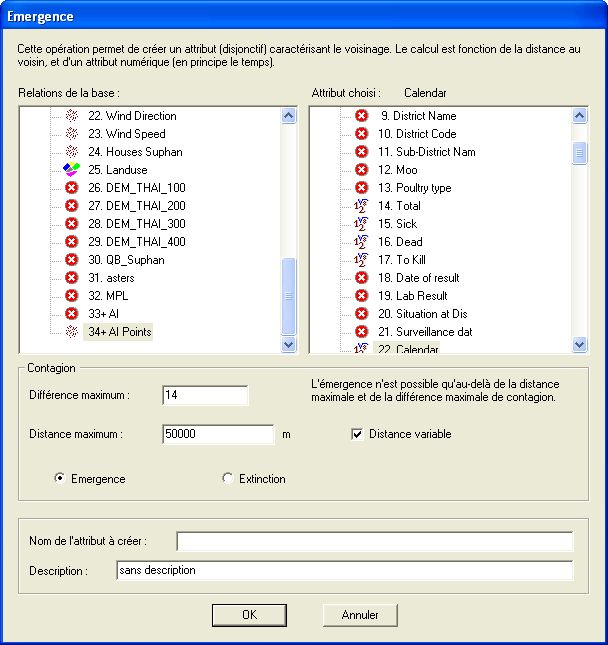 Emergence
Cette opération permet de créer un attribut (disjonctif) caractérisant le voisinage. Le calcul est fonction de la distance au
voisin, et d'un attribut numérique (en principe le temps).
Relations de la base :
22. Wind Direction
23. Wind Speed
24. Houses Suphan
25. Landuse
26. DEM_THAI_100
27. DEM_THAI_200
28. DEM_THAI_300
29. DEM_THAI_400
30. QB_Suphan
31. asters
32. MPL
33+ AI
34+ AI Points
Attribut choisi : Calendar
9. District Name
10. District Code
11. Sub-District Nam
12. Moo
13. Poultry type
14. Total
15. Sick
16. Dead
17. To Kill
18. Date of result
19. Lab Result
20. Situation at Dis
21. Surveillance dat
22. Calendar
Contagion
Différence maximum : 14
L'émergence n'est possible qu'au-delà de la distance
maximale et de la différence maximale de contagion.
Distance maximum : 50000 m
Distance variable
Emergence
Extinction
Nom de l'attribut à créer :
Description : sans description
OK
Annuler